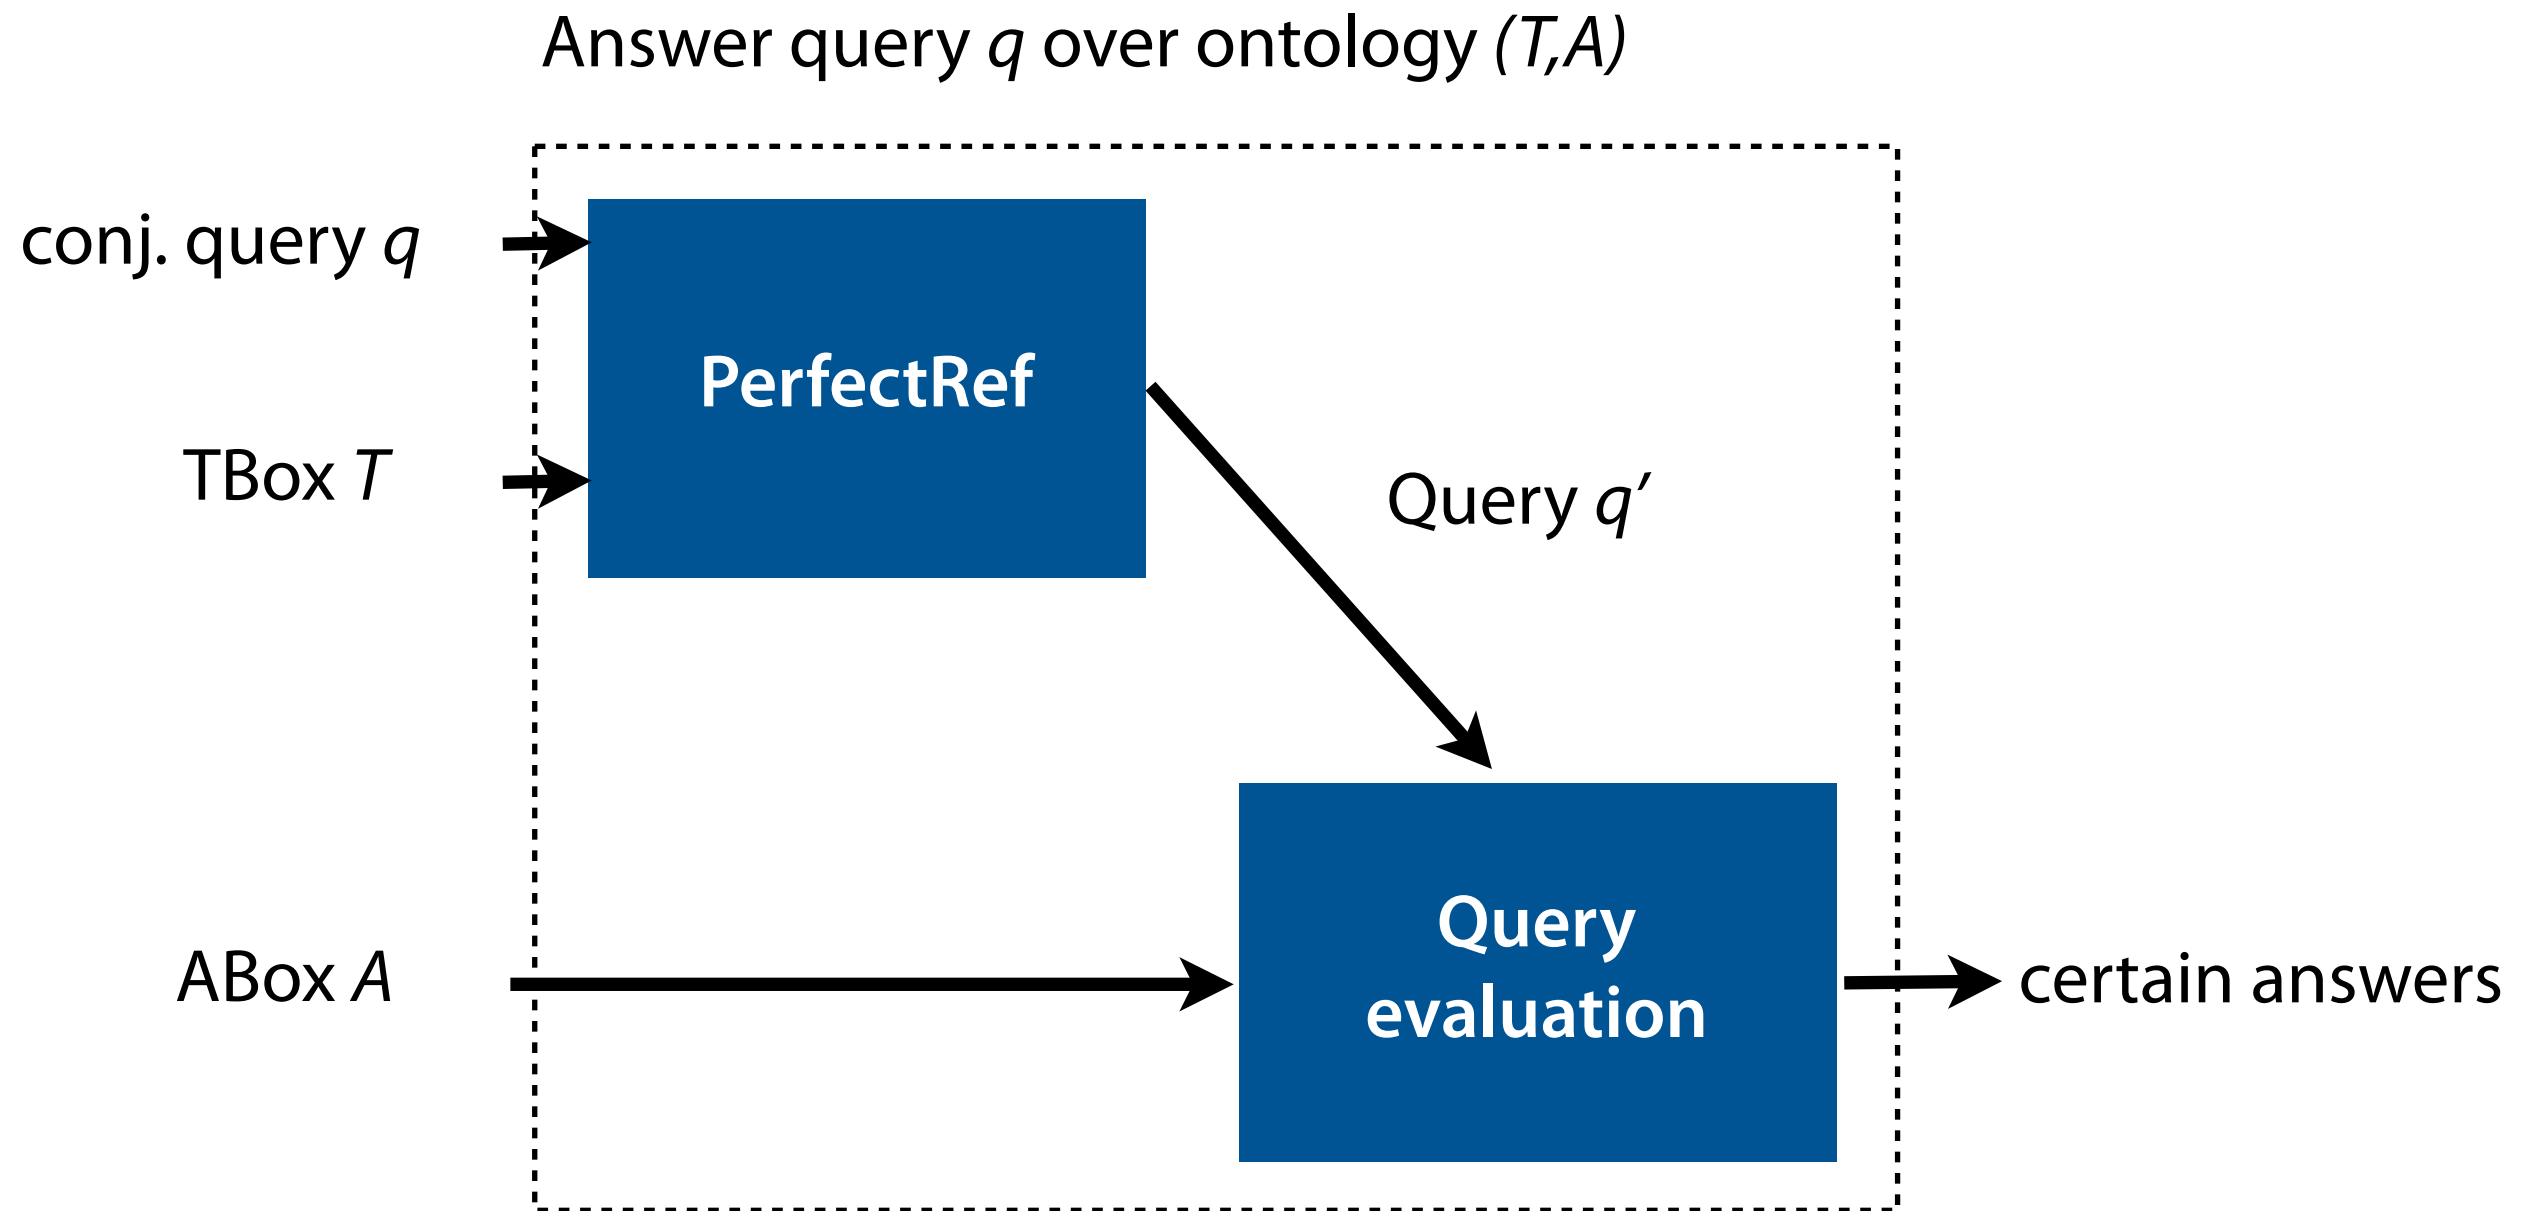 Answer query q over ontology (T,A)
conj. query q
PerfectRef
TBox T
Query q’
ABox A
Query
evaluation
certain answers